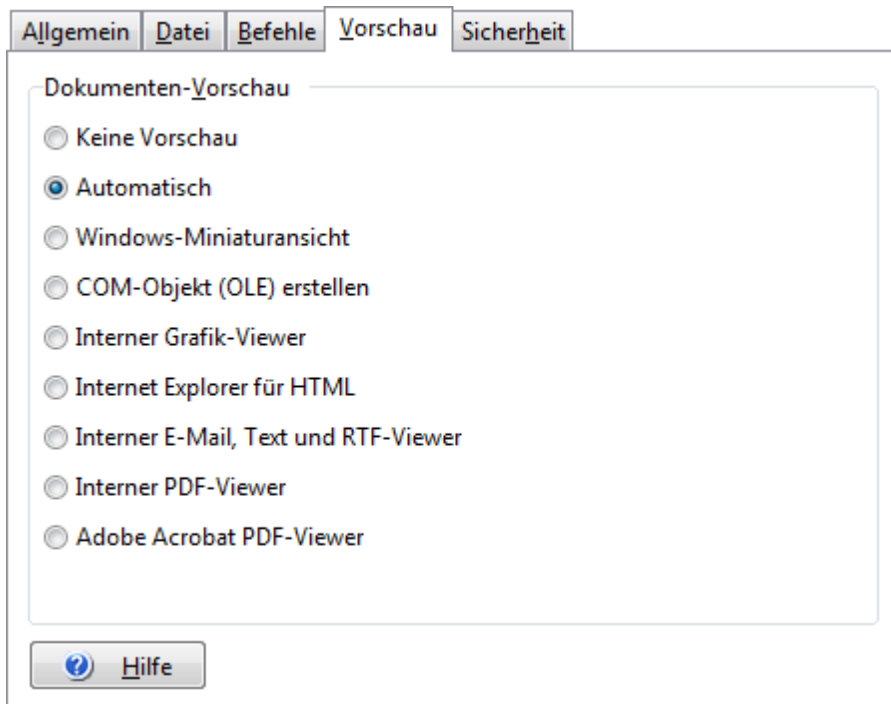 Allgemein Datei Befehle Vorschau Sicherheit
Dokumenten-Vorschau
Keine Vorschau
Automatisch
Windows-Miniaturansicht
COM-Objekt (OLE) erstellen
Interner Grafik-Viewer
Internet Explorer für HTML
Interner E-Mail, Text und RTF-Viewer
Interner PDF-Viewer
Adobe Acrobat PDF-Viewer
Hilfe